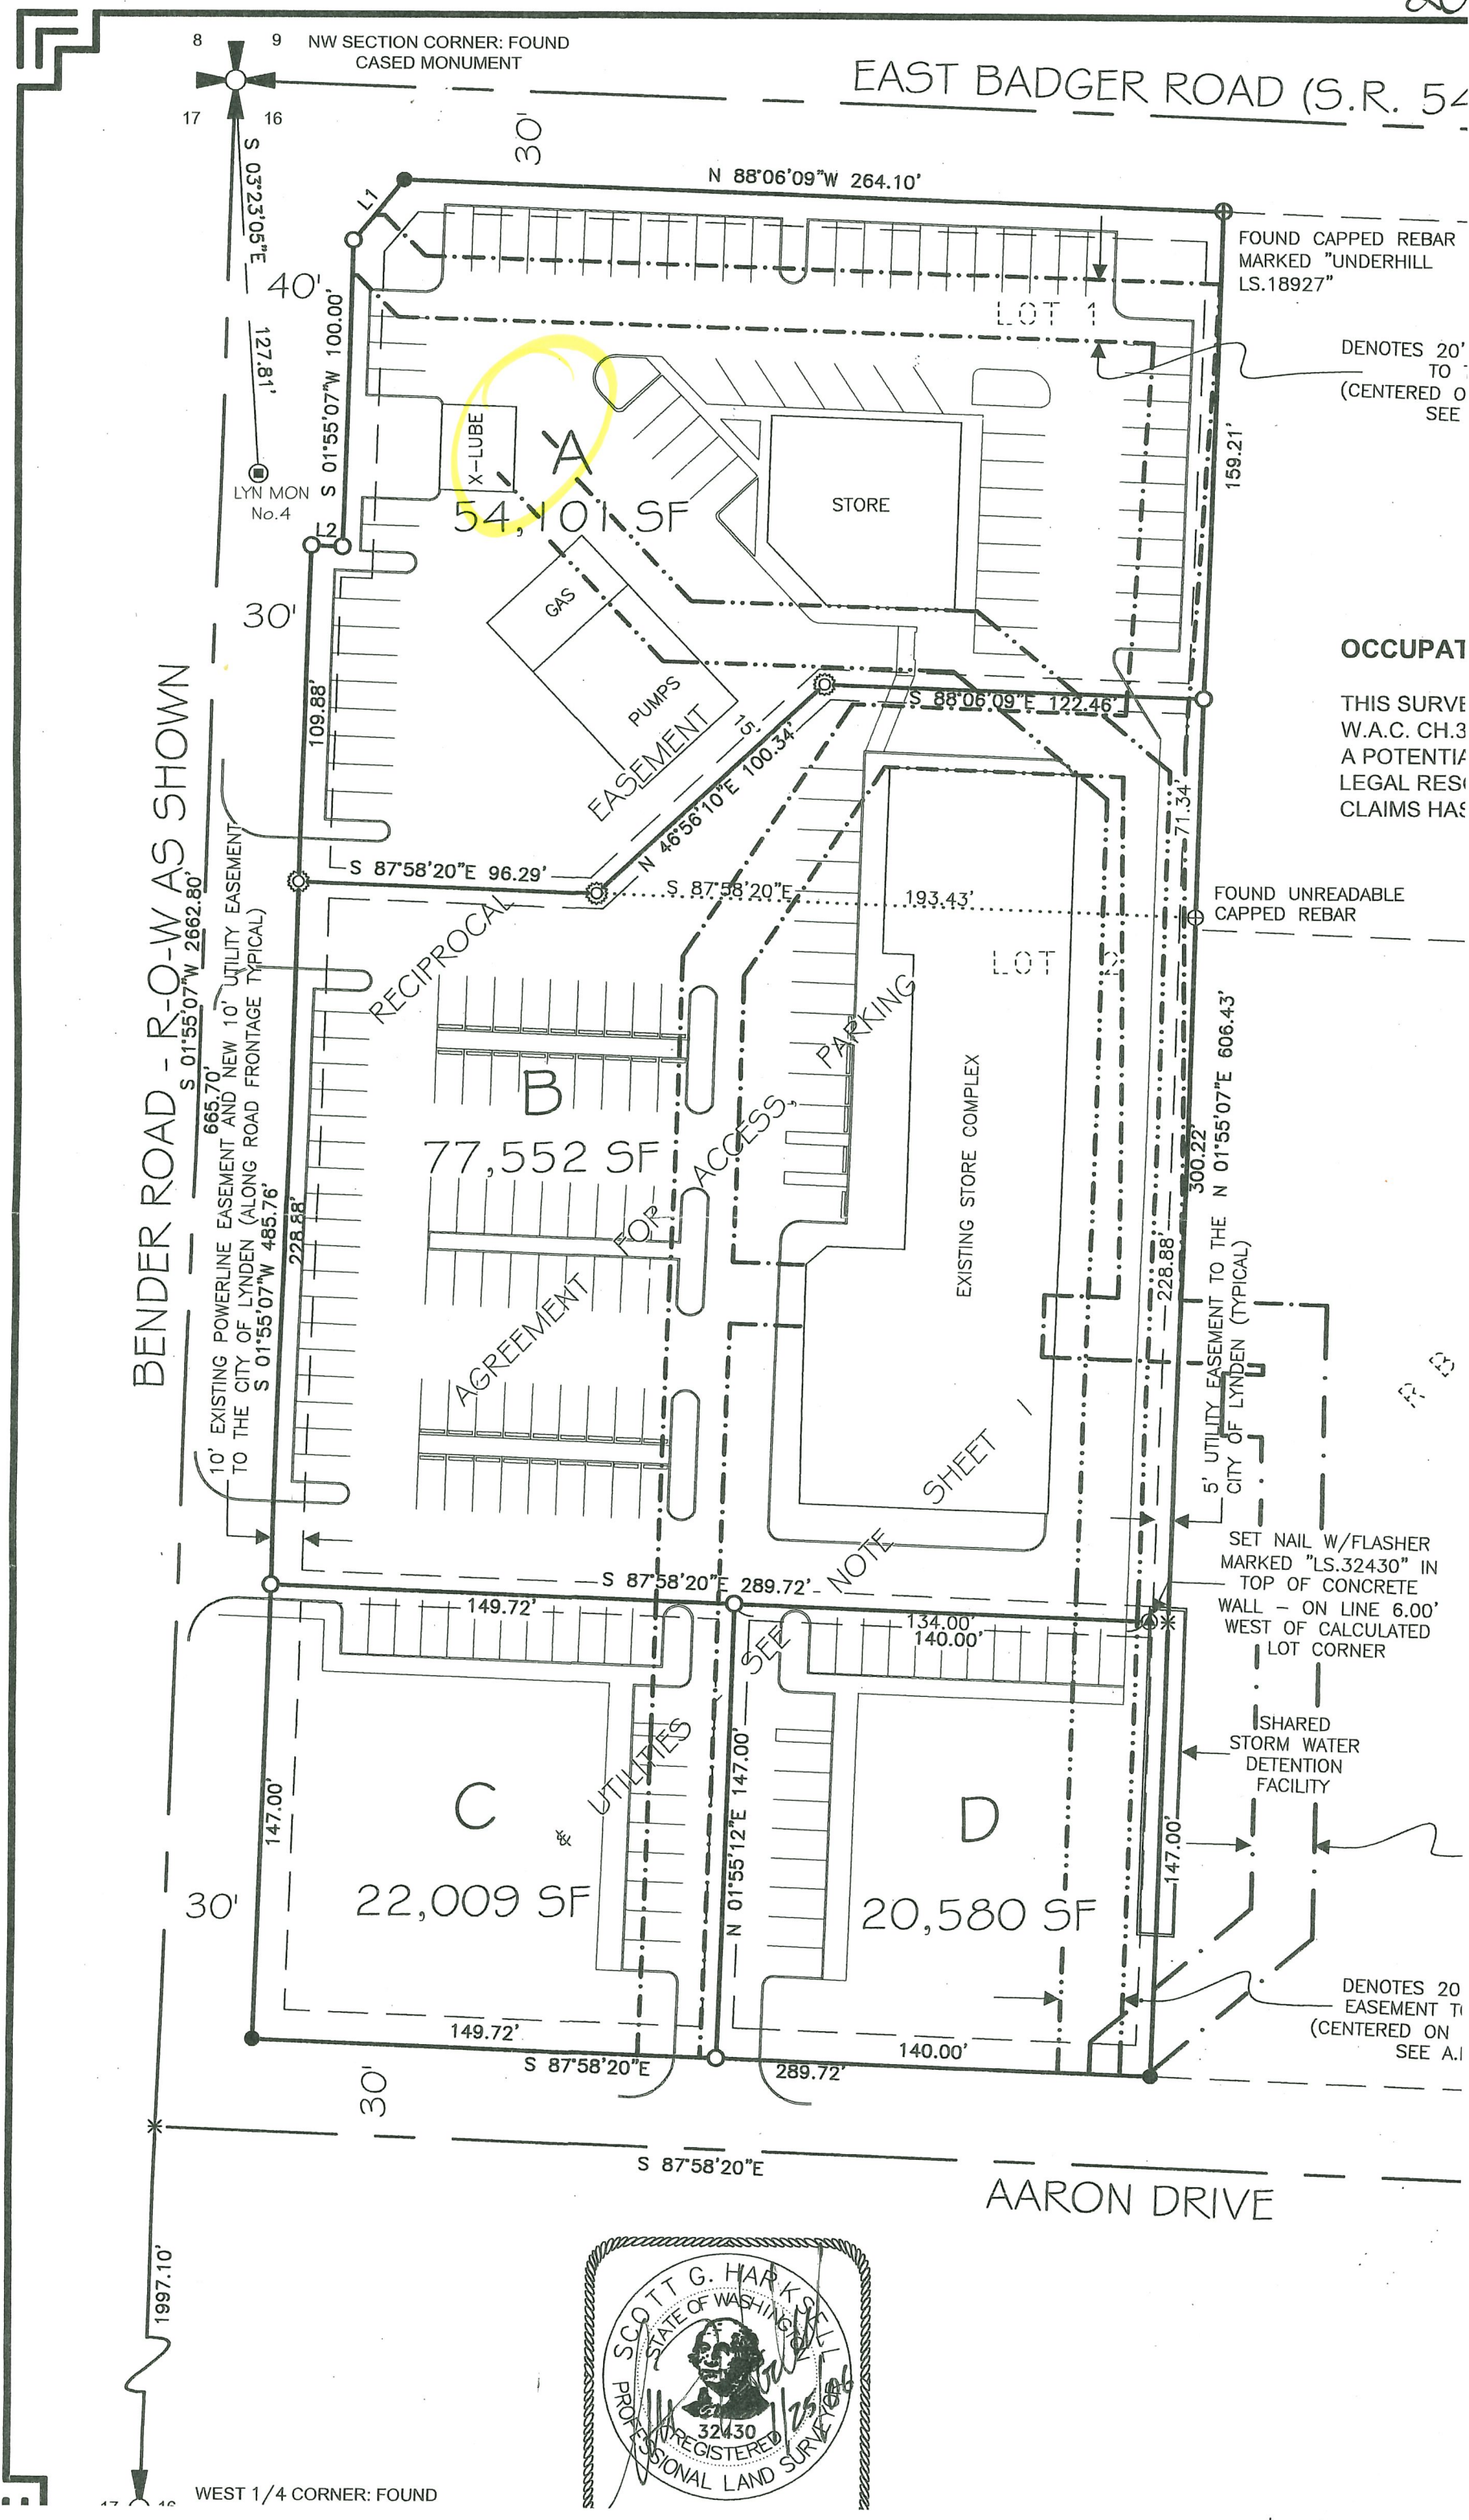 8 9 NW SECTION CORNER: FOUND
CASED MONUMENT
17 16
EAST BADGER ROAD (S.R. 54
30'
N 88°06'09"W 264.10'
L1
S 03°23'05"E
127.81'
40'
S 01°55'07"W 100.00'
LYN MON
No.4
L2
30'
109.88'
FOUND CAPPED REBAR
MARKED "UNDERHILL
LS.18927"
LOT 1
DENOTES 20'
TO
(CENTERED O
SEE
159.21'
X-LUBE
A
54,101 SF
STORE
GAS
PUMPS
EASEMENT
15'
OCCUPAT
THIS SURVE
W.A.C. CH.3
A POTENTIA
LEGAL RES
CLAIMS HAS
S 88°06'09"E 122.46'
N 46°56'10"E 100.34'
71.34'
S 87°58'20"E 96.29'
S 87°58'20"E 193.43'
FOUND UNREADABLE
CAPPED REBAR
BENDER ROAD - R-O-W AS SHOWN
S 01°55'07"W 2662.80'
665.70'
10' EXISTING POWERLINE EASEMENT AND NEW 10' UTILITY EASEMENT
TO THE CITY OF LYNDEN (ALONG ROAD FRONTAGE TYPICAL)
S 01°55'07"W 485.76'
228.88'
RECIPROCAL
LOT 2
PARKING
B
77,552 SF
ACCESS,
FOR
AGREEMENT
EXISTING STORE COMPLEX
N 01°55'07"E 606.43'
300.22'
228.88'
5' UTILITY EASEMENT TO THE
CITY OF LYNDEN (TYPICAL)
SHEET
NOTE
SEE
UTILITIES
&
SET NAIL W/FLASHER
MARKED "LS.32430" IN
TOP OF CONCRETE
WALL - ON LINE 6.00'
WEST OF CALCULATED
LOT CORNER
S 87°58'20"E 289.72'
149.72'
134.00'
140.00'
SHARED
STORM WATER
DETENTION
FACILITY
147.00'
C
22,009 SF
N 01°55'12"E 147.00'
D
20,580 SF
147.00'
30'
DENOTES 20
EASEMENT T
(CENTERED ON
SEE A.
149.72'
140.00'
S 87°58'20"E 289.72'
30'
S 87°58'20"E
AARON DRIVE
1997.10'
SCOTT G. HARKSELL
STATE OF WASHINGTON
32430
REGISTERED
PROFESSIONAL LAND SURVEYOR
WEST 1/4 CORNER: FOUND
17 16